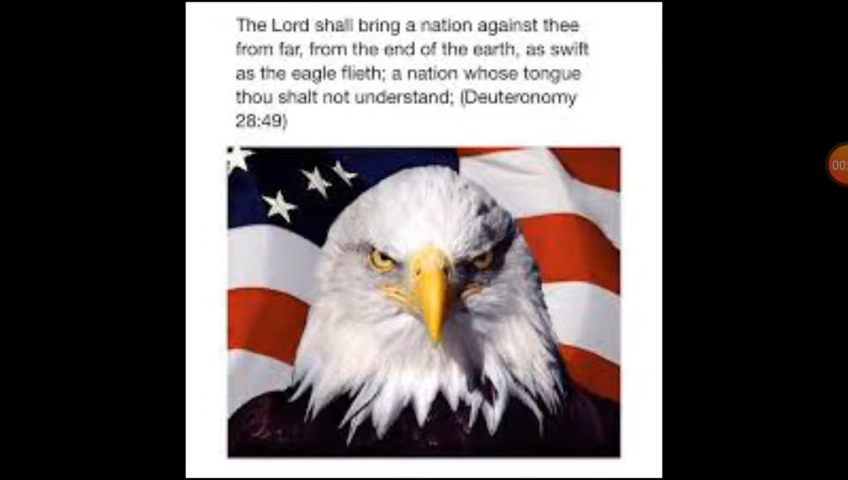 The Lord shall bring a nation against thee
from far, from the end of the earth, as swift
as the eagle flieth; a nation whose tongue
thou shalt not understand; (Deuteronomy
28:49)
00: